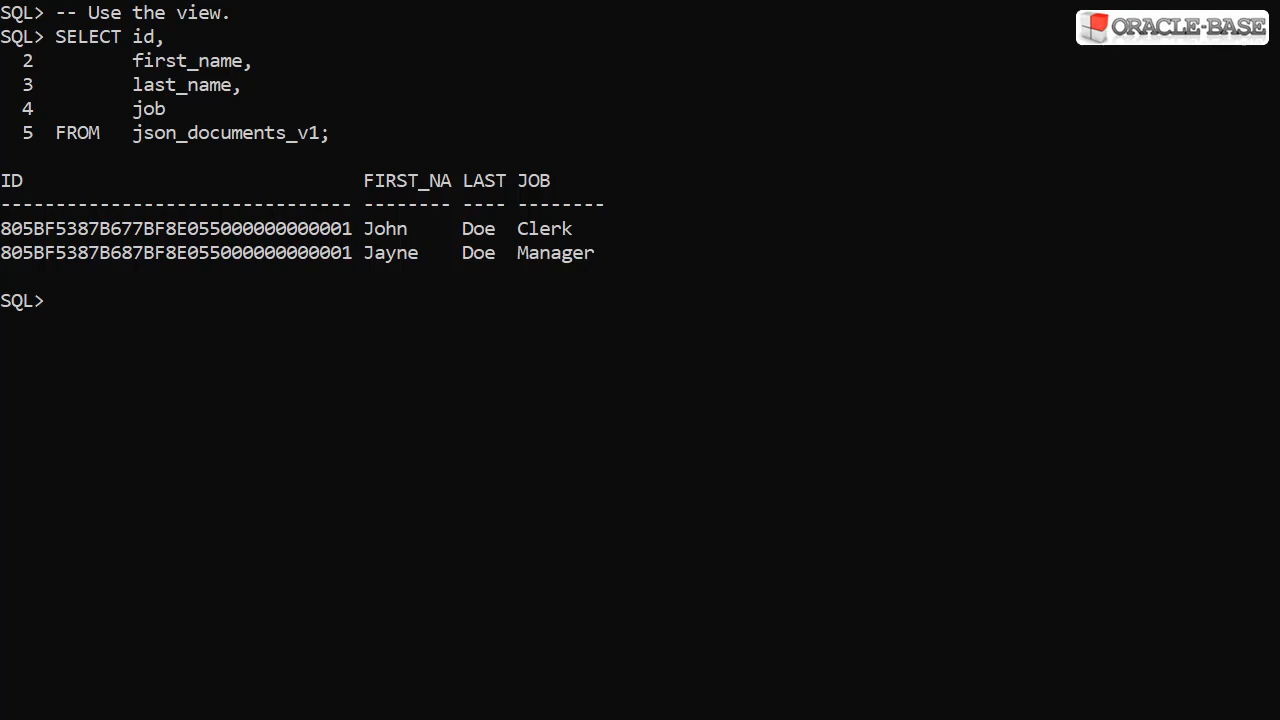 SQL> -- Use the view.
SQL> SELECT id,
  2         first_name,
  3         last_name,
  4         job
  5  FROM   json_documents_v1;
ID                               FIRST_NA LAST JOB
-------------------------------- -------- ---- --------
805BF5387B677BF8E055000000000001 John     Doe  Clerk
805BF5387B687BF8E055000000000001 Jayne    Doe  Manager
SQL>
ORACLE-BASE